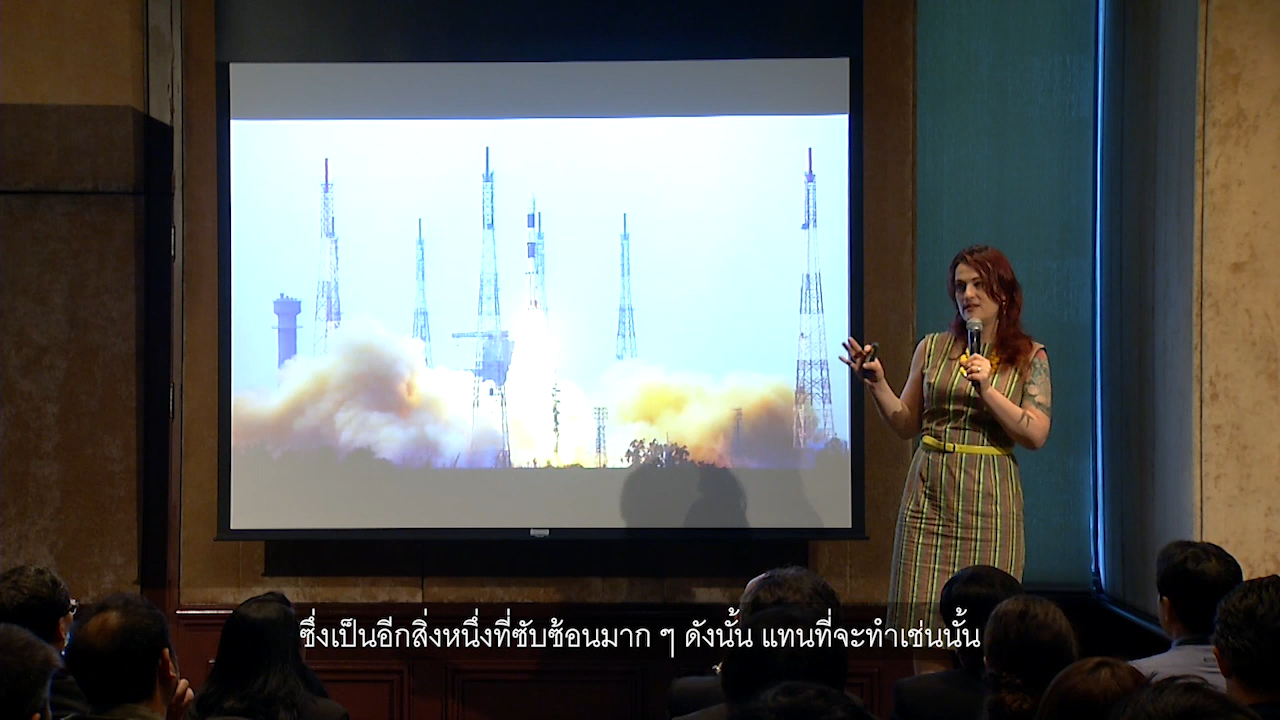 ซึ่งเป็นอีกสิ่งหนึ่งที่ซับซ้อนมาก ๆ ดังนั้น แทนที่จะทำเช่นนั้น